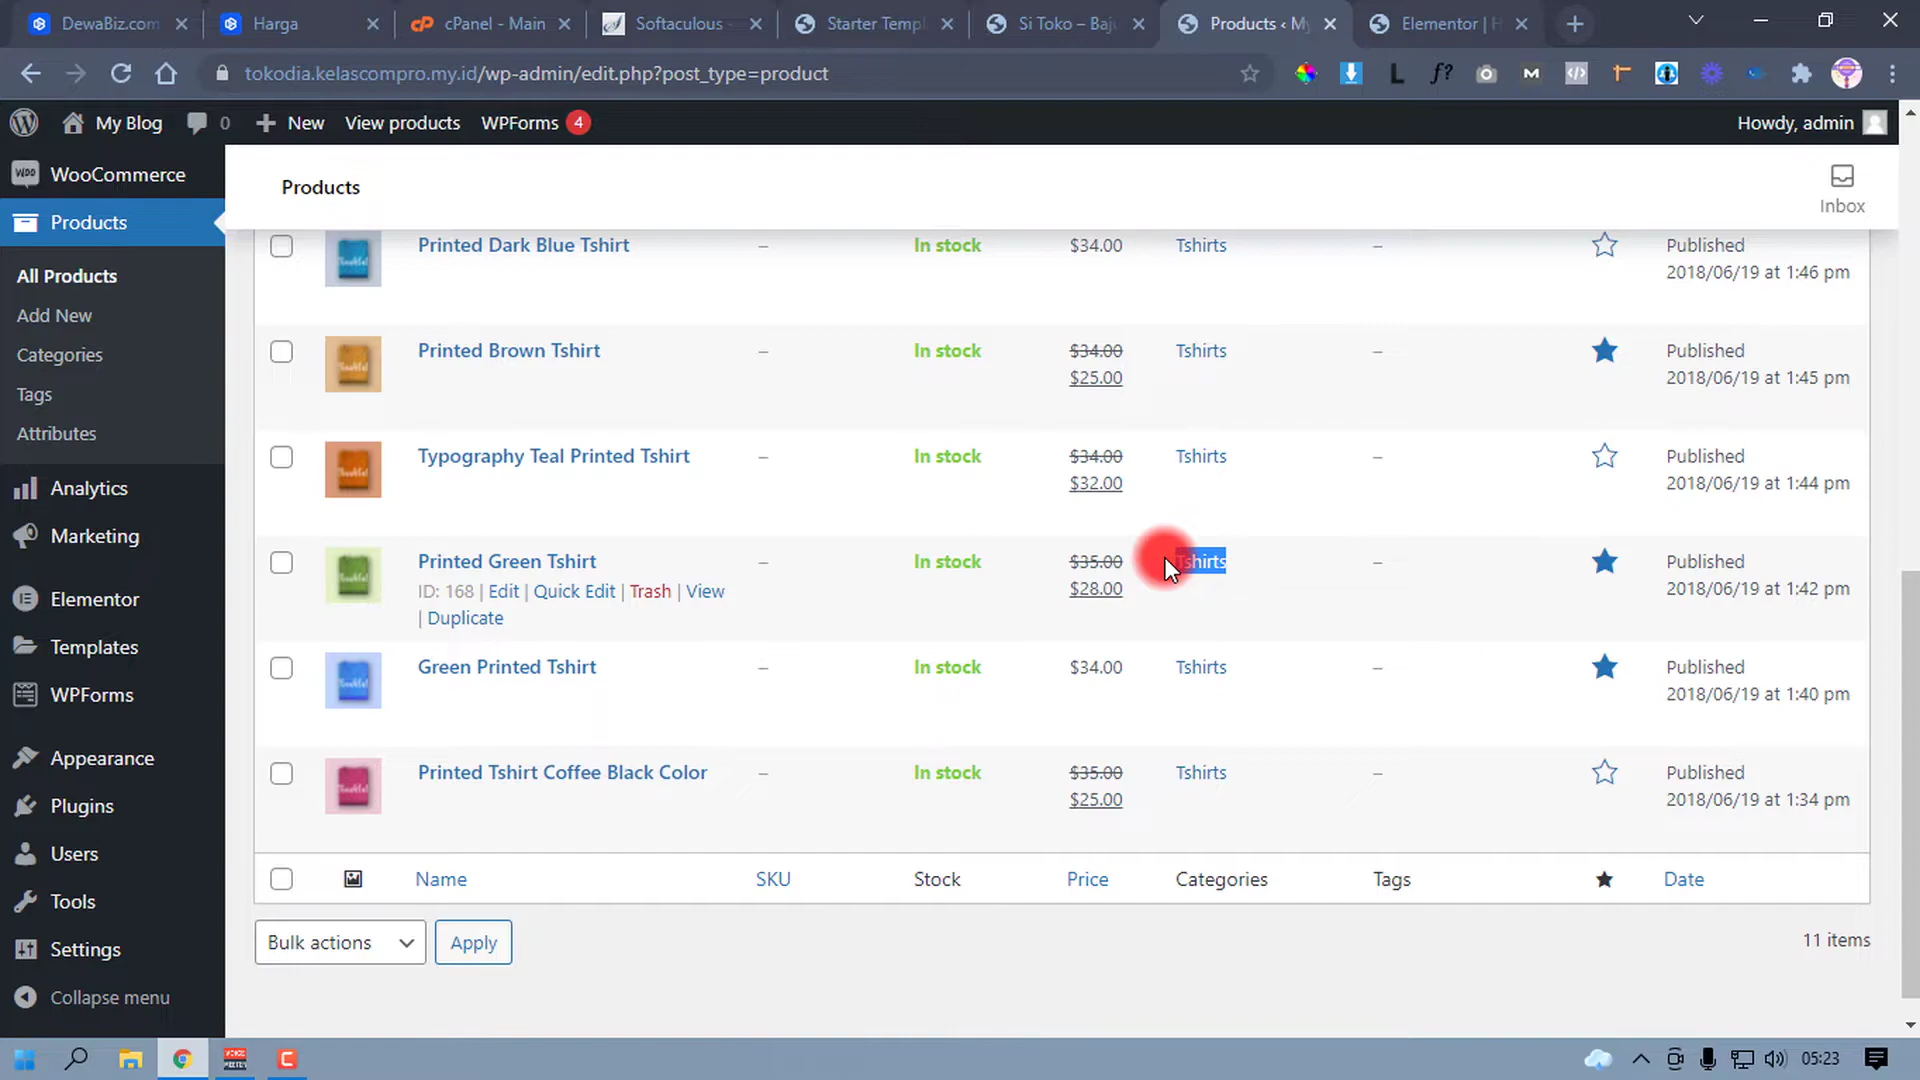 DewaBiz.com
Harga
cPanel - Main
Softaculous -
Starter Templ
Si Toko – Baju
Products ‹ My
Elementor | H
tokodia.kelascompro.my.id/wp-admin/edit.php?post_type=product
My Blog 0 New View products WPForms 4
Howdy, admin
WooCommerce
Products
All Products
Add New
Categories
Tags
Attributes
Analytics
Marketing
Elementor
Templates
WPForms
Appearance
Plugins
Users
Tools
Settings
Collapse menu
Products
Inbox
Printed Dark Blue Tshirt – In stock $34.00 Tshirts – Published
2018/06/19 at 1:46 pm
Printed Brown Tshirt – In stock $34.00 Tshirts – Published
$25.00 2018/06/19 at 1:45 pm
Typography Teal Printed Tshirt – In stock $34.00 Tshirts – Published
$32.00 2018/06/19 at 1:44 pm
Printed Green Tshirt – In stock $35.00 Tshirts – Published
ID: 168 | Edit | Quick Edit | Trash | View $28.00 2018/06/19 at 1:42 pm
| Duplicate
Green Printed Tshirt – In stock $34.00 Tshirts – Published
2018/06/19 at 1:40 pm
Printed Tshirt Coffee Black Color – In stock $35.00 Tshirts – Published
$25.00 2018/06/19 at 1:34 pm
Name SKU Stock Price Categories Tags Date
Bulk actions Apply
11 items
05:23